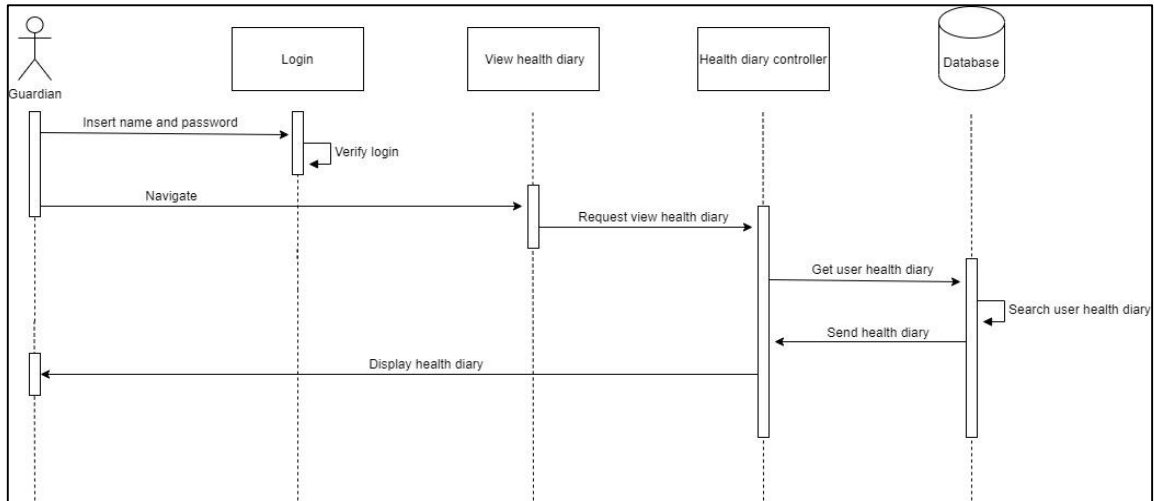 Guardian
Login
View health diary
Health diary controller
Database
Insert name and password
Verify login
Navigate
Request view health diary
Get user health diary
Search user health diary
Send health diary
Display health diary